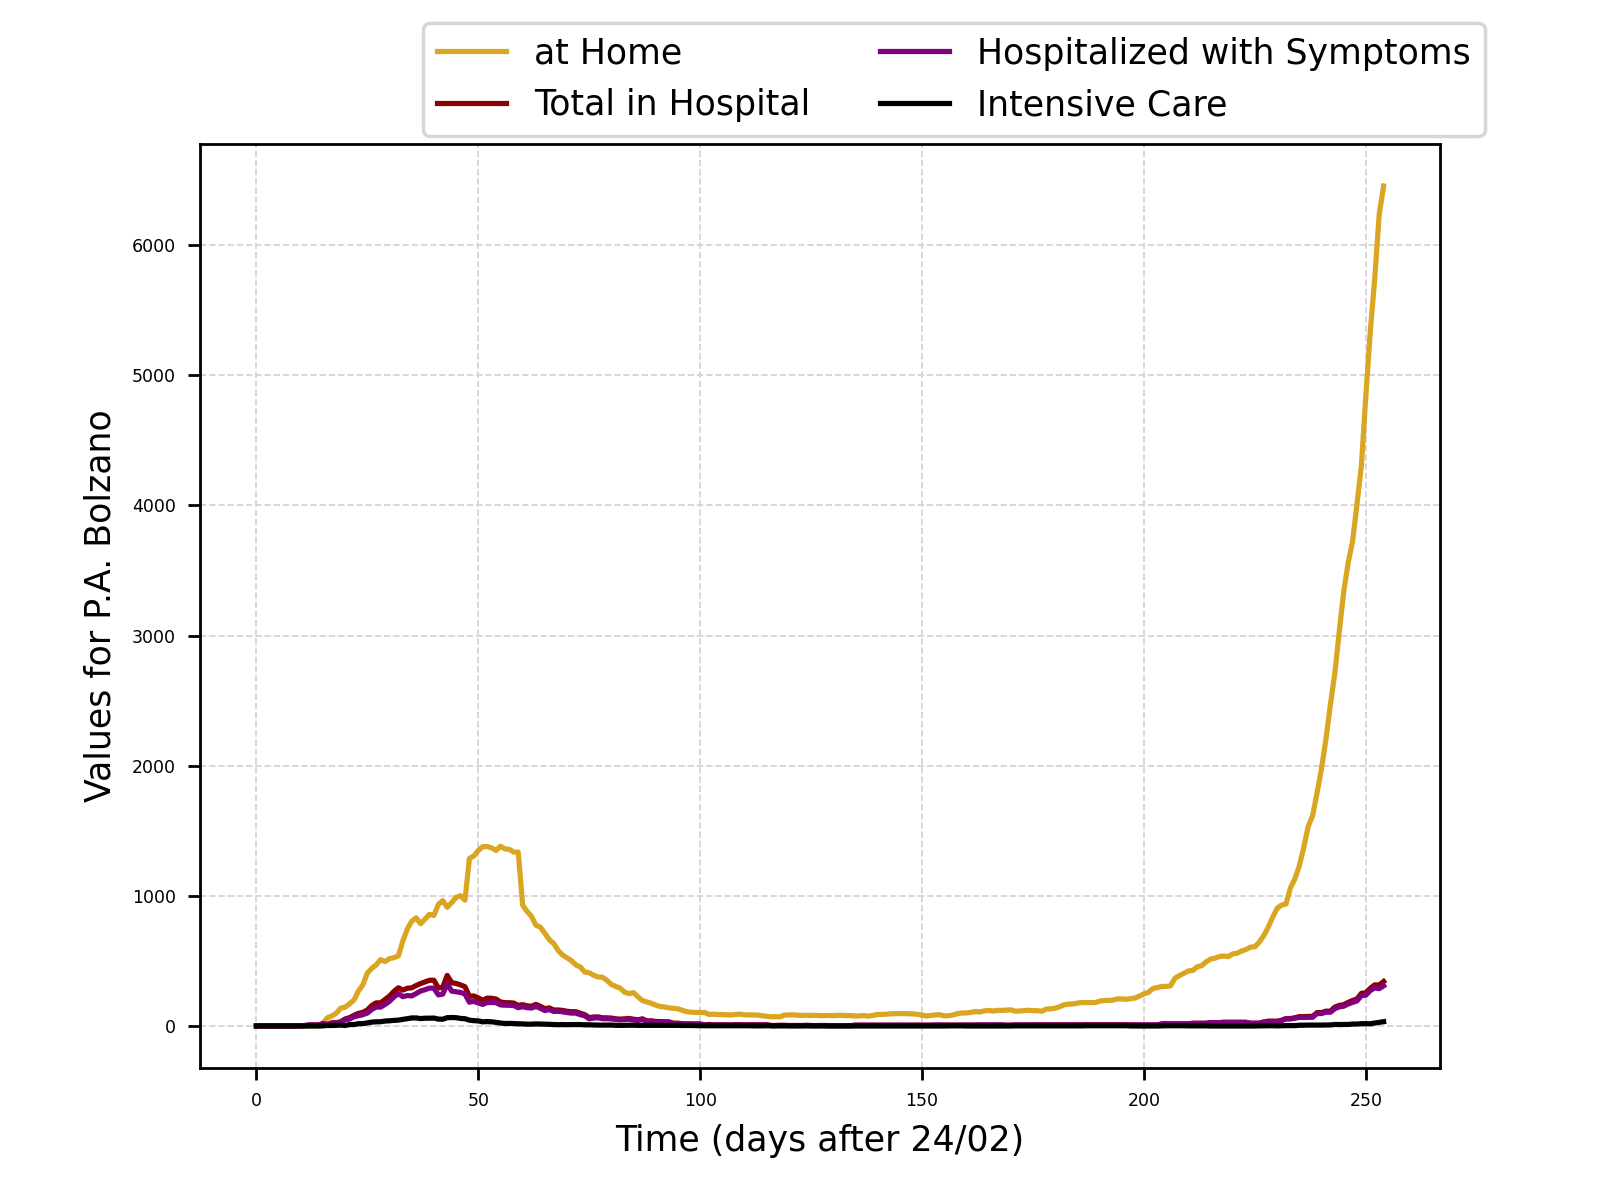 at Home
Total in Hospital
Hospitalized with Symptoms
Intensive Care
Values for P.A. Bolzano
6000
5000
4000
3000
2000
1000
0
0 50 100 150 200 250
Time (days after 24/02)